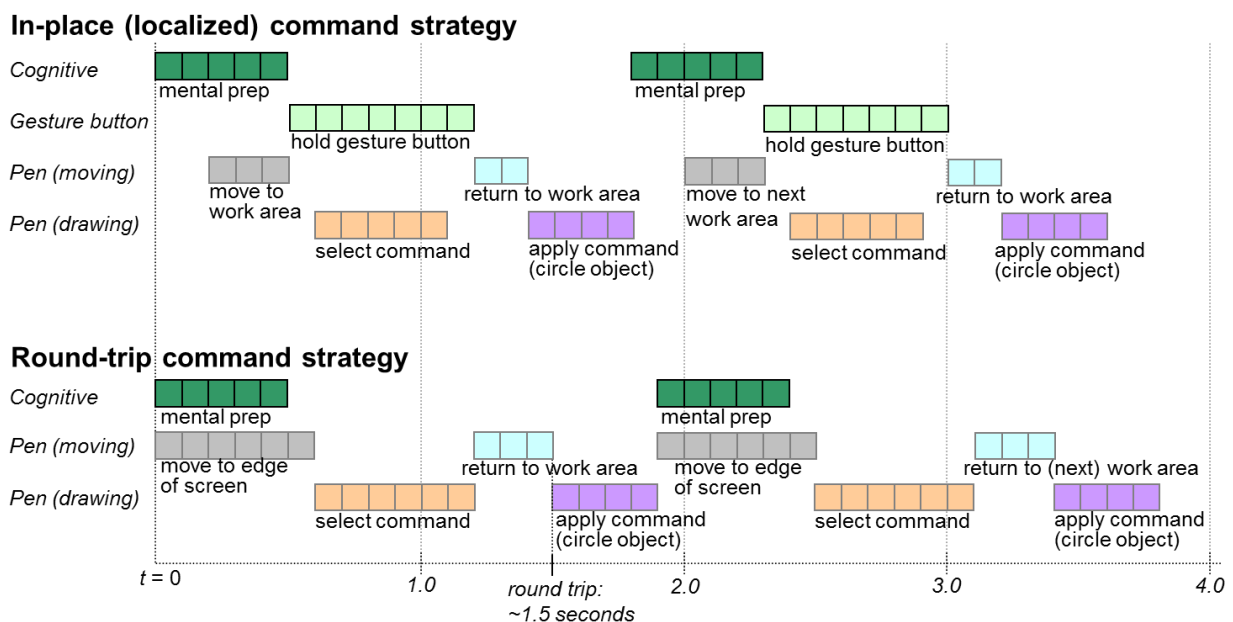 In-place (localized) command strategy
Cognitive
mental prep
mental prep
Gesture button
hold gesture button
hold gesture button
Pen (moving)
move to
work area
return to work area
move to next
work area
return to work area
Pen (drawing)
select command
apply command
(circle object)
select command
apply command
(circle object)
Round-trip command strategy
Cognitive
mental prep
mental prep
Pen (moving)
move to edge
of screen
return to work area
move to edge
of screen
return to (next) work area
Pen (drawing)
select command
apply command
(circle object)
select command
apply command
(circle object)
t = 0
1.0
round trip:
~1.5 seconds
2.0
3.0
4.0